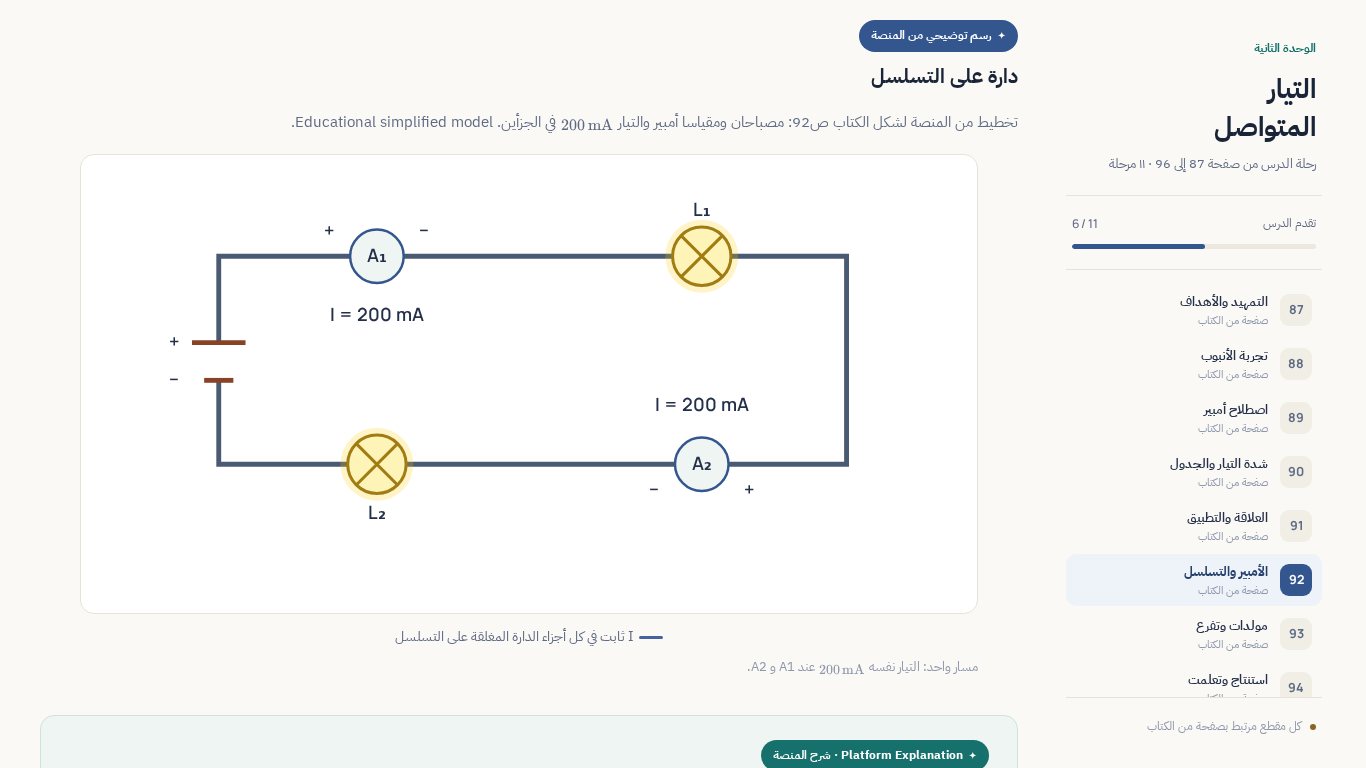 الوحدة الثانية
التيار
المتواصل
رحلة الدرس من صفحة 87 إلى 96 · ١١ مرحلة
تقدم الدرس
6 / 11
87
التمهيد والأهداف
صفحة من الكتاب
88
تجربة الأنبوب
صفحة من الكتاب
89
اصطلاح أمبير
صفحة من الكتاب
90
شدة التيار والجدول
صفحة من الكتاب
91
العلاقة والتطبيق
صفحة من الكتاب
92
الأمبير والتسلسل
صفحة من الكتاب
93
مولدات وتفرع
صفحة من الكتاب
94
استنتاج وتعلمت
كل مقطع مرتبط بصفحة من الكتاب
✦ رسم توضيحي من المنصة
دارة على التسلسل
تخطيط من المنصة لشكل الكتاب ص92: مصباحان ومقياسا أمبير والتيار 200 mA في الجزأين. Educational simplified model.
L₁
+ −
A₁
I = 200 mA
+
−
I = 200 mA
A₂
− +
L₂
I ثابت في كل أجزاء الدارة المغلقة على التسلسل
مسار واحد: التيار نفسه 200 mA عند A1 و A2.
✦ Platform Explanation · شرح المنصة